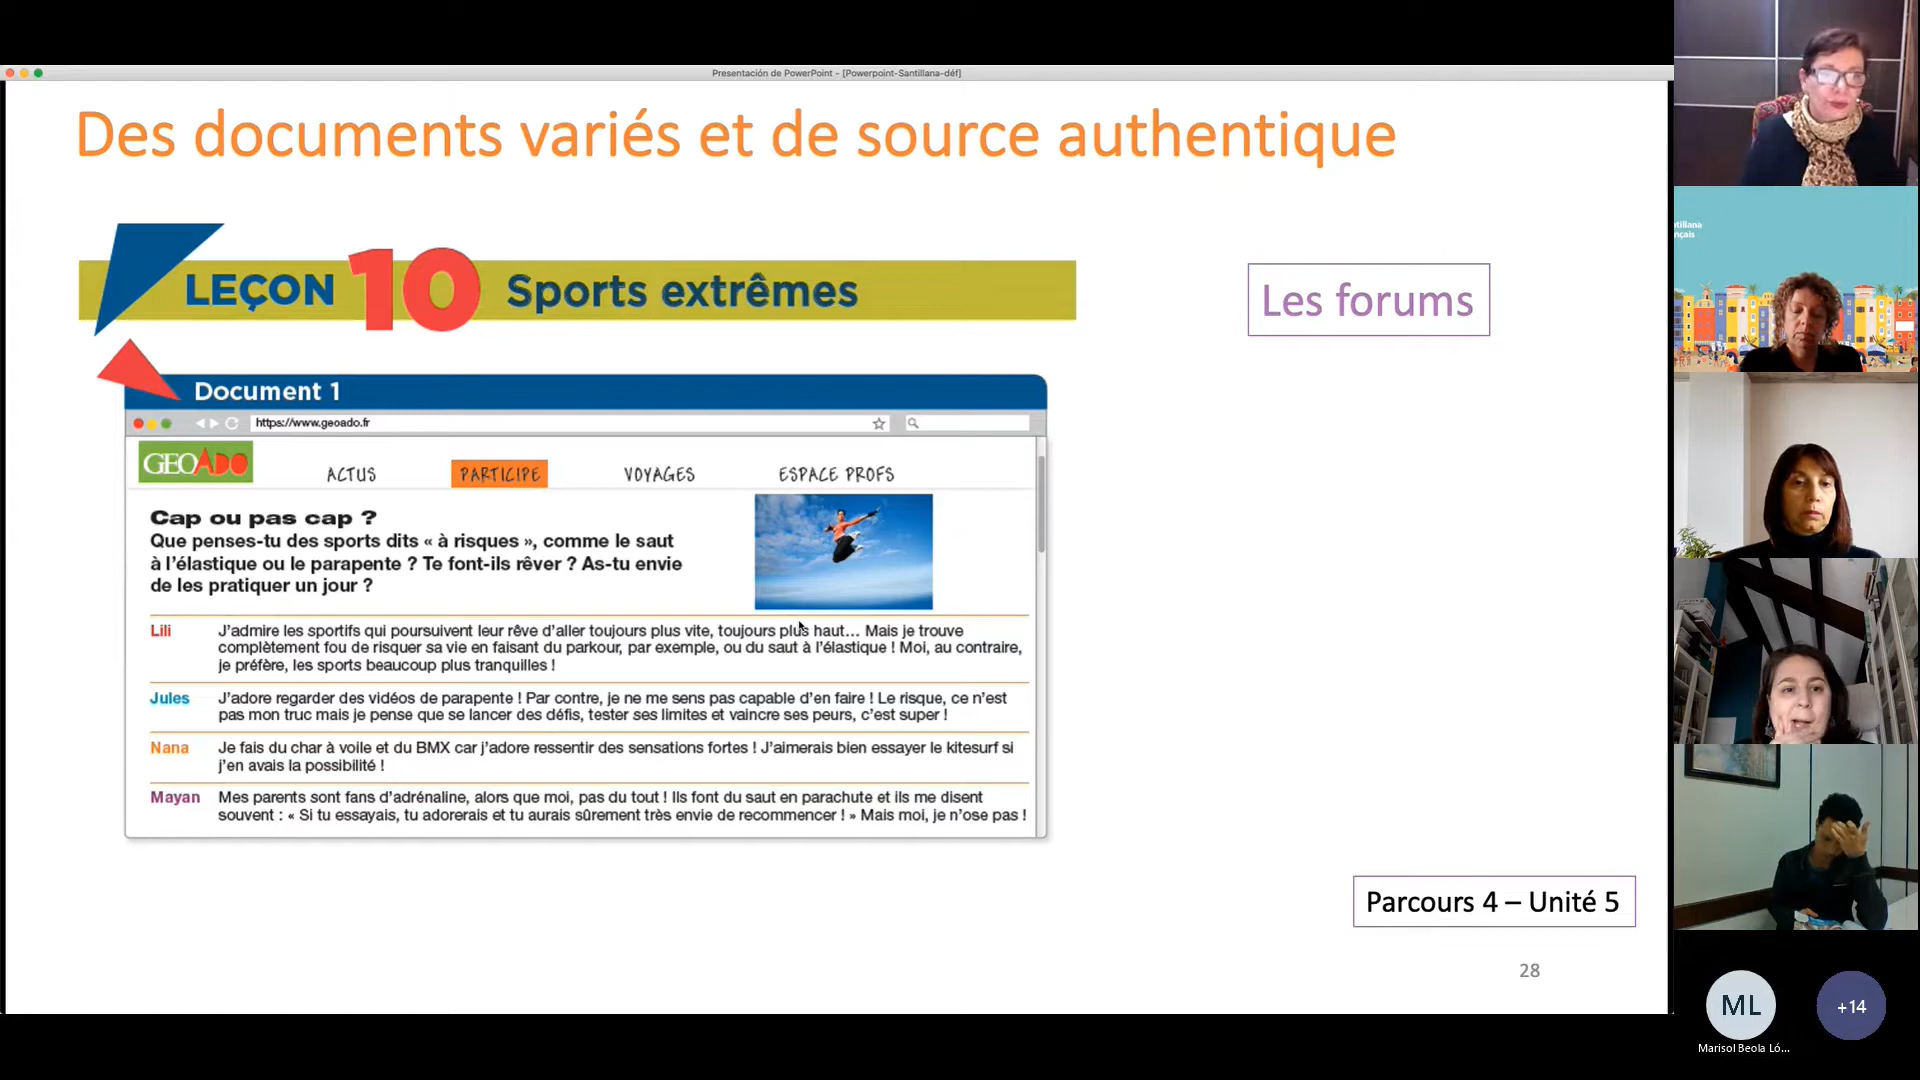 Presentación de PowerPoint - [Powerpoint-Santillana-déf]
Des documents variés et de source authentique
LEÇON 10 Sports extrêmes
Les forums
Document 1
https://www.geoado.fr
GEOADO
ACTUS PARTICIPE VOYAGES ESPACE PROFS
Cap ou pas cap ?
Que penses-tu des sports dits « à risques », comme le saut
à l'élastique ou le parapente ? Te font-ils rêver ? As-tu envie
de les pratiquer un jour ?
Lili J'admire les sportifs qui poursuivent leur rêve d'aller toujours plus vite, toujours plus haut... Mais je trouve
complètement fou de risquer sa vie en faisant du parkour, par exemple, ou du saut à l'élastique ! Moi, au contraire,
je préfère, les sports beaucoup plus tranquilles !
Jules J'adore regarder des vidéos de parapente ! Par contre, je ne me sens pas capable d'en faire ! Le risque, ce n'est
pas mon truc mais je pense que se lancer des défis, tester ses limites et vaincre ses peurs, c'est super !
Nana Je fais du char à voile et du BMX car j'adore ressentir des sensations fortes ! J'aimerais bien essayer le kitesurf si
j'en avais la possibilité !
Mayan Mes parents sont fans d'adrénaline, alors que moi, pas du tout ! Ils font du saut en parachute et ils me disent
souvent : « Si tu essayais, tu adorerais et tu aurais sûrement très envie de recommencer ! » Mais moi, je n'ose pas !
Parcours 4 – Unité 5
28
ntillana
nçais
ML
+14
Marisol Beola Ló...